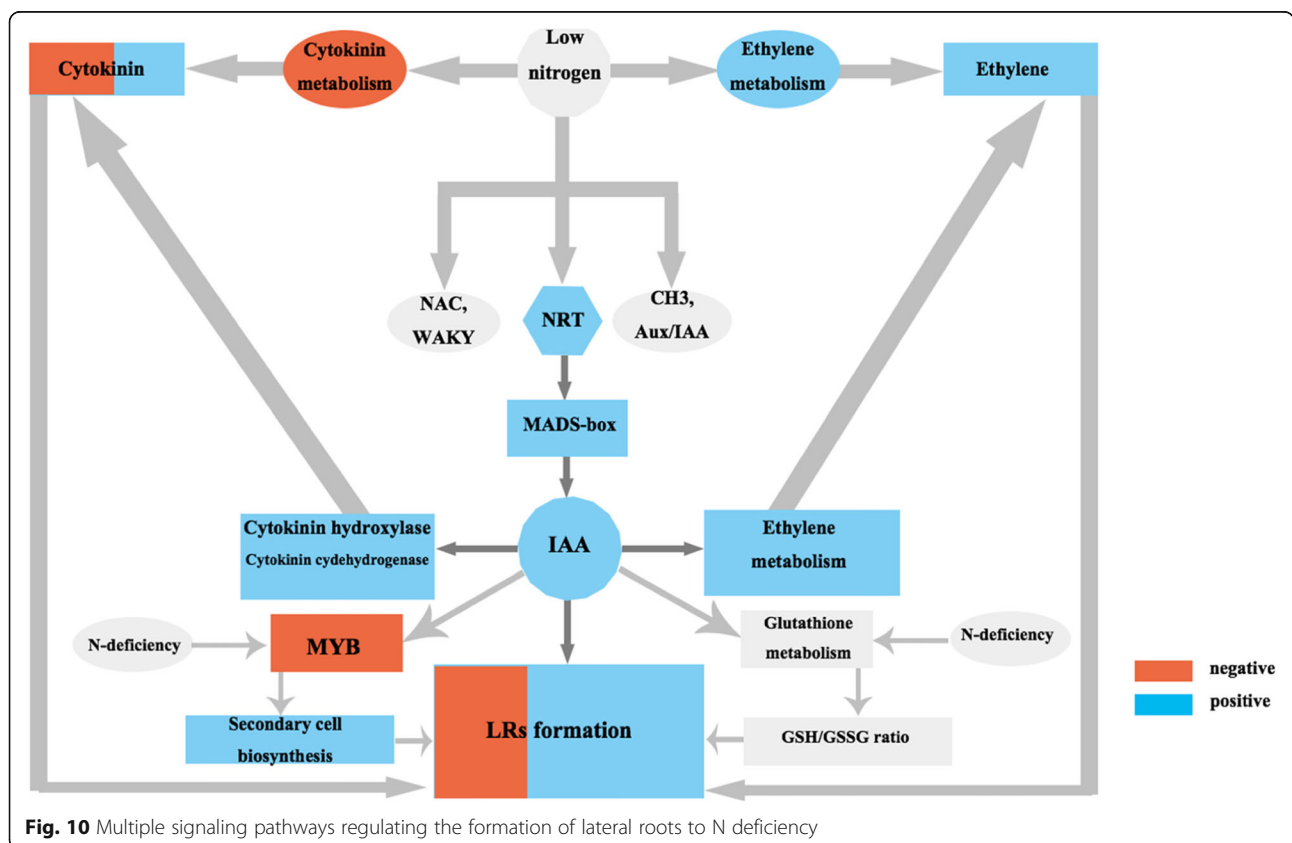 Cytokinin
Cytokinin
metabolism
Low
nitrogen
Ethylene
metabolism
Ethylene
NAC,
WAKY
NRT
CH3,
Aux/IAA
MADS-box
Cytokinin hydroxylase
Cytokinin cydehydrogenase
IAA
Ethylene
metabolism
N-deficiency
MYB
Glutathione
metabolism
N-deficiency
negative
positive
Secondary cell
biosynthesis
LRs formation
GSH/GSSG ratio
Fig. 10 Multiple signaling pathways regulating the formation of lateral roots to N deficiency